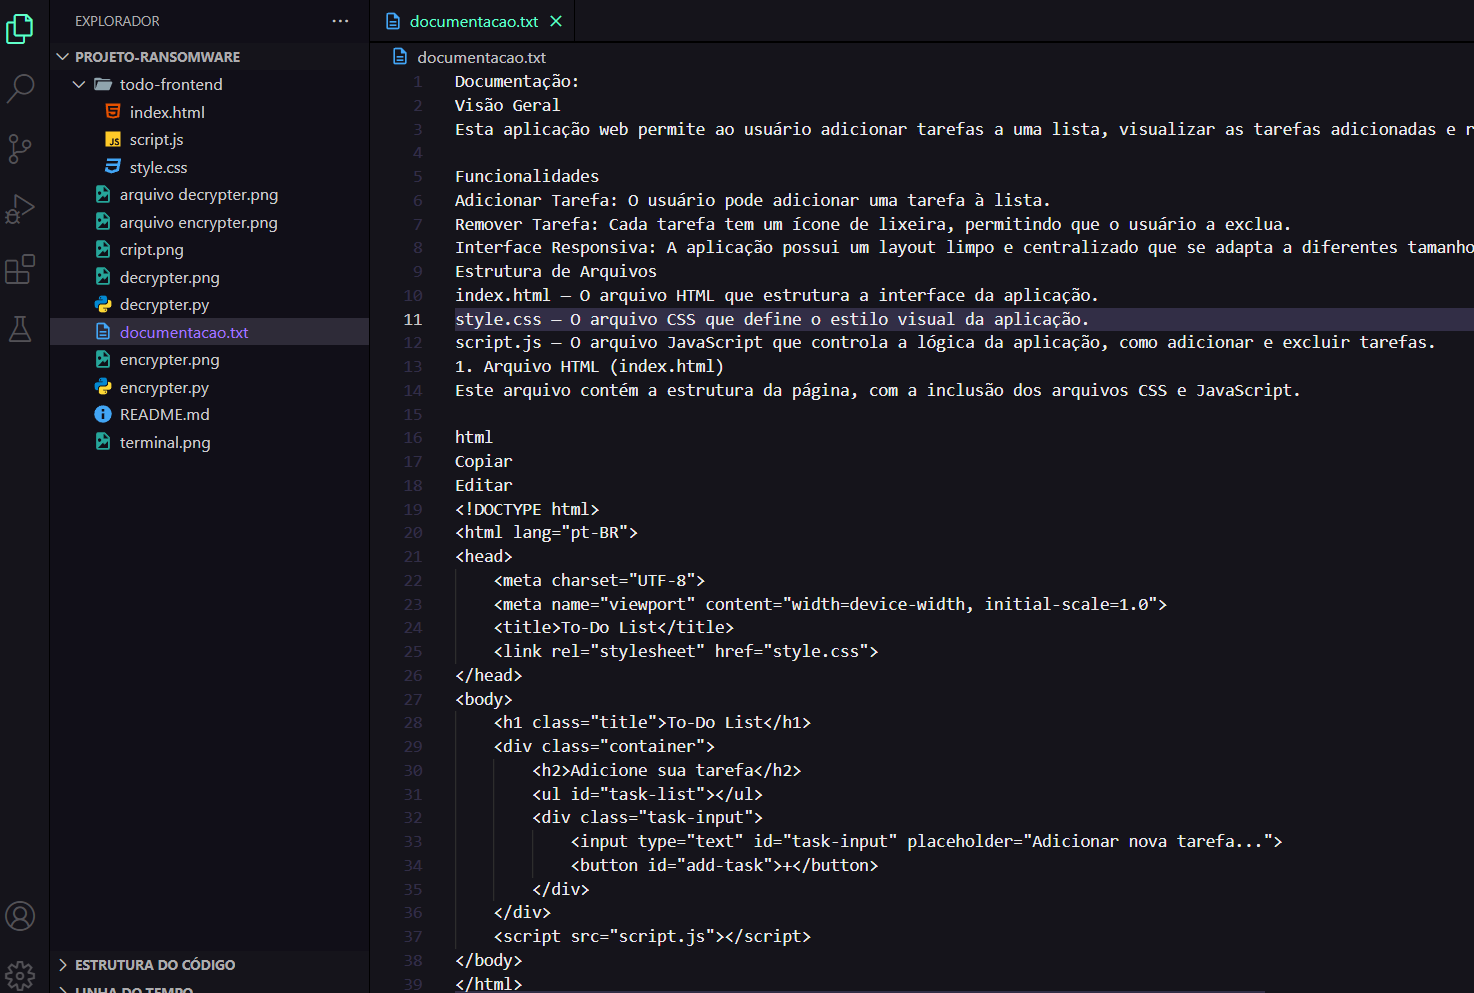 EXPLORADOR
PROJETO-RANSOMWARE
todo-frontend
index.html
script.js
style.css
arquivo decrypter.png
arquivo encrypter.png
cript.png
decrypter.png
decrypter.py
documentacao.txt
encrypter.png
encrypter.py
README.md
terminal.png
ESTRUTURA DO CÓDIGO
LINHA DO TEMPO
documentacao.txt
documentacao.txt
1 Documentação:
2 Visão Geral
3 Esta aplicação web permite ao usuário adicionar tarefas a uma lista, visualizar as tarefas adicionadas e r
4
5 Funcionalidades
6 Adicionar Tarefa: O usuário pode adicionar uma tarefa à lista.
7 Remover Tarefa: Cada tarefa tem um ícone de lixeira, permitindo que o usuário a exclua.
8 Interface Responsiva: A aplicação possui um layout limpo e centralizado que se adapta a diferentes tamanho
9 Estrutura de Arquivos
10 index.html — O arquivo HTML que estrutura a interface da aplicação.
11 style.css — O arquivo CSS que define o estilo visual da aplicação.
12 script.js — O arquivo JavaScript que controla a lógica da aplicação, como adicionar e excluir tarefas.
13 1. Arquivo HTML (index.html)
14 Este arquivo contém a estrutura da página, com a inclusão dos arquivos CSS e JavaScript.
15
16 html
17 Copiar
18 Editar
19 <!DOCTYPE html>
20 <html lang="pt-BR">
21 <head>
22     <meta charset="UTF-8">
23     <meta name="viewport" content="width=device-width, initial-scale=1.0">
24     <title>To-Do List</title>
25     <link rel="stylesheet" href="style.css">
26 </head>
27 <body>
28     <h1 class="title">To-Do List</h1>
29     <div class="container">
30         <h2>Adicione sua tarefa</h2>
31         <ul id="task-list"></ul>
32         <div class="task-input">
33             <input type="text" id="task-input" placeholder="Adicionar nova tarefa...">
34             <button id="add-task">+</button>
35         </div>
36     </div>
37     <script src="script.js"></script>
38 </body>
39 </html>